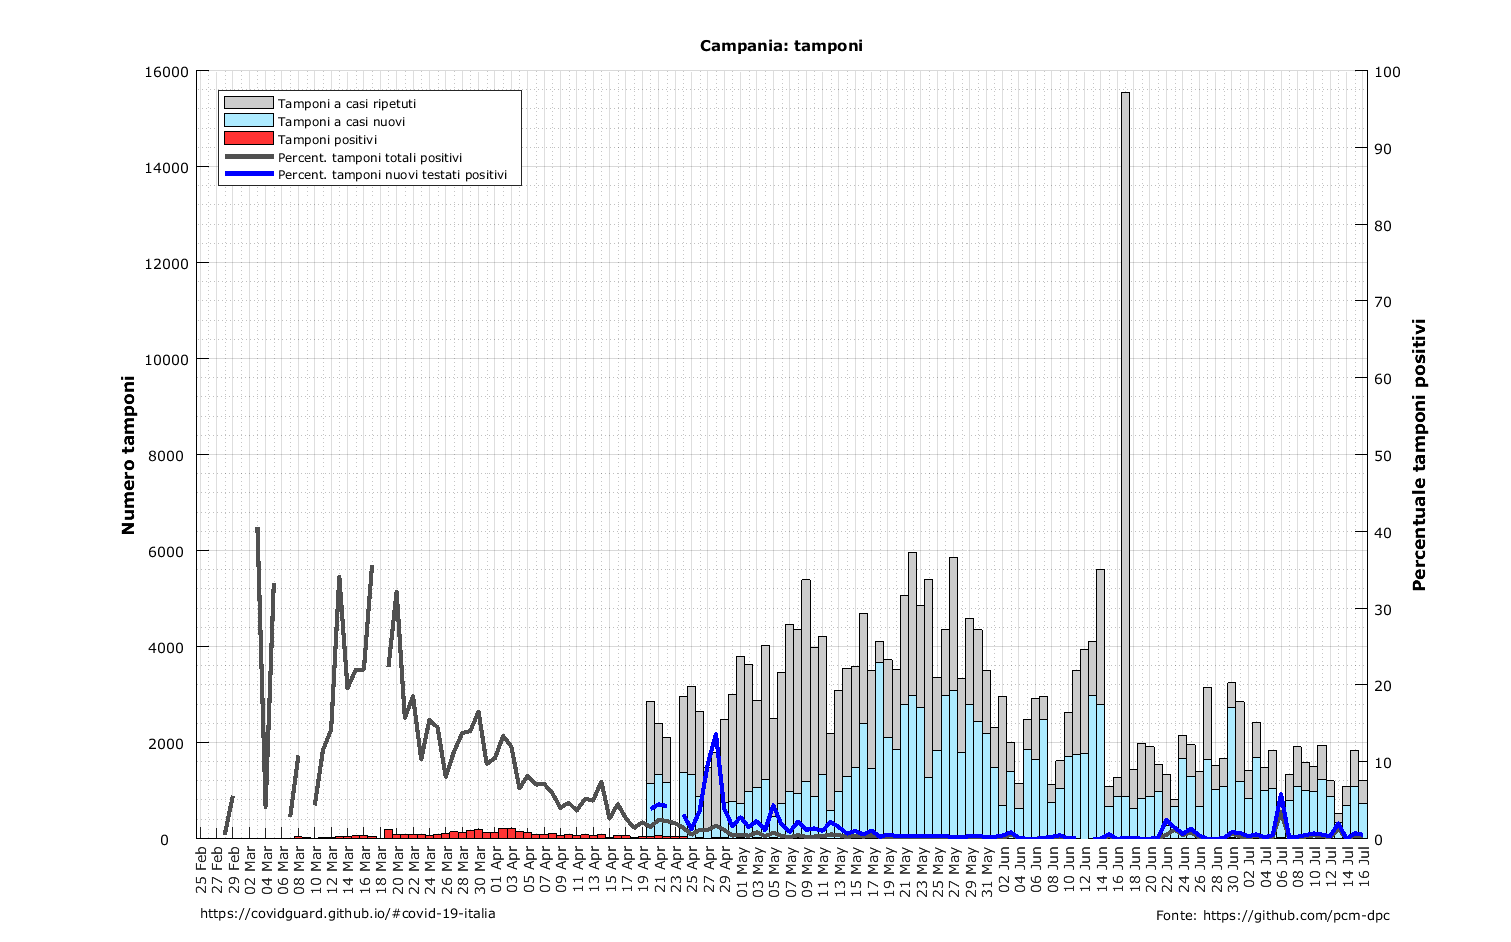 Campania: tamponi
Tamponi a casi ripetuti
Tamponi a casi nuovi
Tamponi positivi
Percent. tamponi totali positivi
Percent. tamponi nuovi testati positivi
Numero tamponi
16000
14000
12000
10000
8000
6000
4000
2000
0
100
90
80
70
60
50
40
30
20
10
0
Percentuale tamponi positivi
25 Feb
27 Feb
29 Feb
02 Mar
04 Mar
06 Mar
08 Mar
10 Mar
12 Mar
14 Mar
16 Mar
18 Mar
20 Mar
22 Mar
24 Mar
26 Mar
28 Mar
30 Mar
01 Apr
03 Apr
05 Apr
07 Apr
09 Apr
11 Apr
13 Apr
15 Apr
17 Apr
19 Apr
21 Apr
23 Apr
25 Apr
27 Apr
29 Apr
01 May
03 May
05 May
07 May
09 May
11 May
13 May
15 May
17 May
19 May
21 May
23 May
25 May
27 May
29 May
31 May
02 Jun
04 Jun
06 Jun
08 Jun
10 Jun
12 Jun
14 Jun
16 Jun
18 Jun
20 Jun
22 Jun
24 Jun
26 Jun
28 Jun
30 Jun
02 Jul
04 Jul
06 Jul
08 Jul
10 Jul
12 Jul
14 Jul
16 Jul
https://covidguard.github.io/#covid-19-italia
Fonte: https://github.com/pcm-dpc